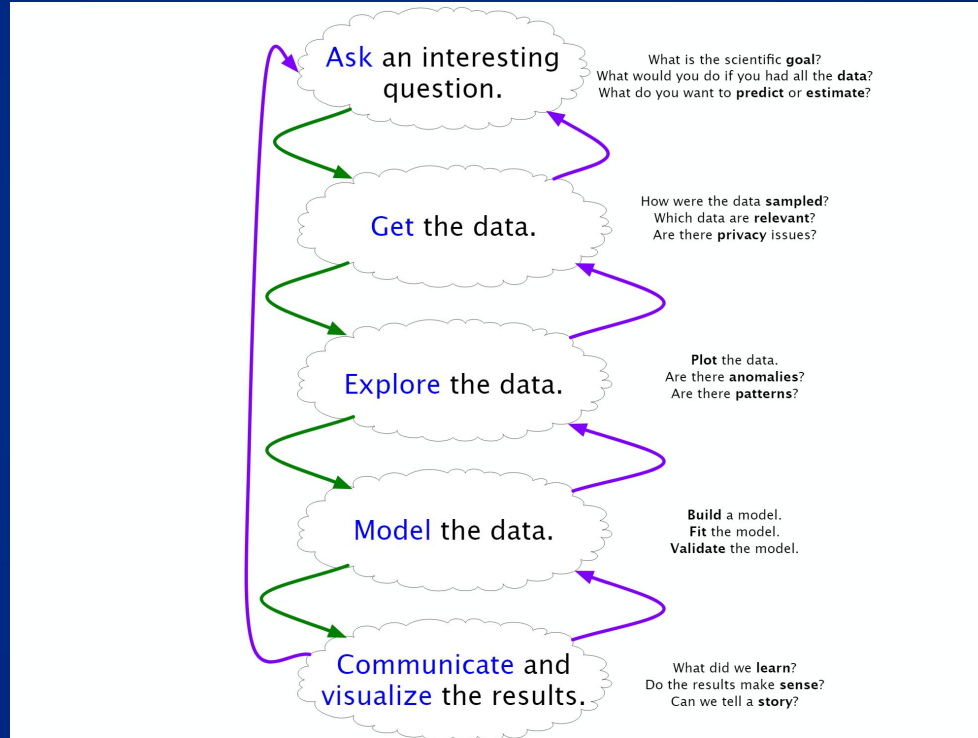 Ask an interesting
question.
What is the scientific goal?
What would you do if you had all the data?
What do you want to predict or estimate?
Get the data.
How were the data sampled?
Which data are relevant?
Are there privacy issues?
Explore the data.
Plot the data.
Are there anomalies?
Are there patterns?
Model the data.
Build a model.
Fit the model.
Validate the model.
Communicate and
visualize the results.
What did we learn?
Do the results make sense?
Can we tell a story?